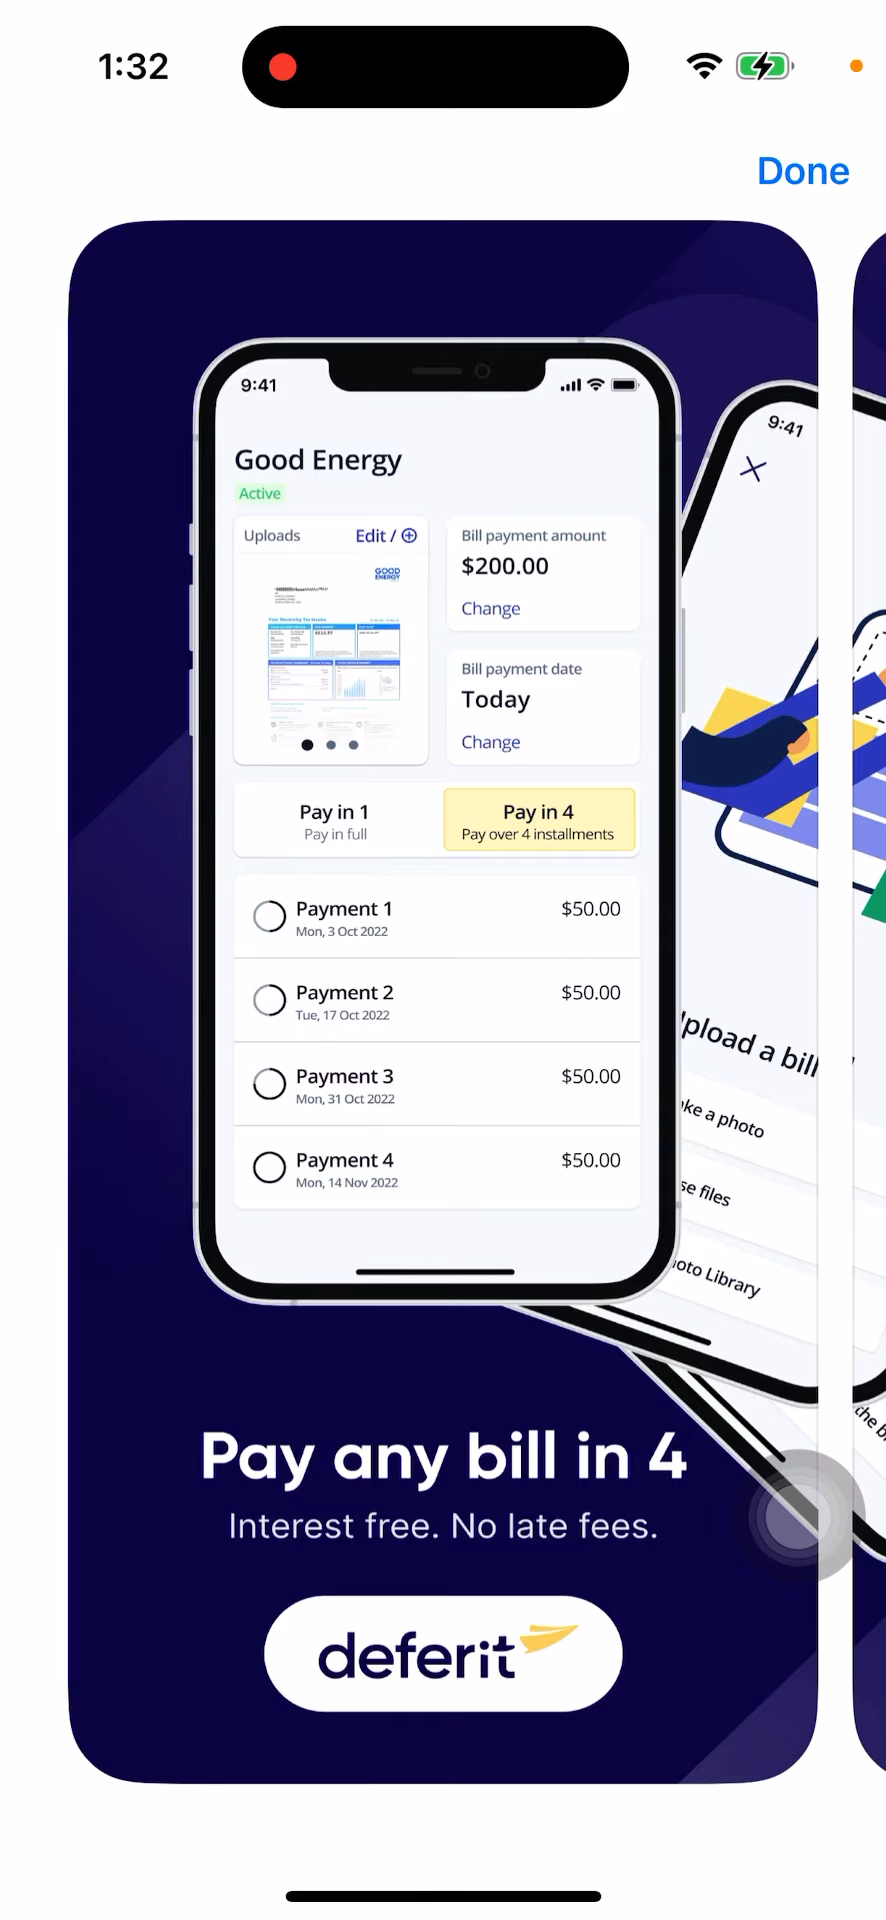 1:32
Done
9:41
Good Energy
Active
Uploads
Edit /
GOOD
ENERGY
Bill payment amount
$200.00
Change
Bill payment date
Today
Change
Pay in 1
Pay in full
Pay in 4
Pay over 4 installments
Payment 1
$50.00
Mon, 3 Oct 2022
Payment 2
$50.00
Tue, 17 Oct 2022
Payment 3
$50.00
Mon, 31 Oct 2022
Payment 4
$50.00
Mon, 14 Nov 2022
9:41
pload a bill
ke a photo
se files
oto Library
the b
Pay any bill in 4
Interest free. No late fees.
deferit